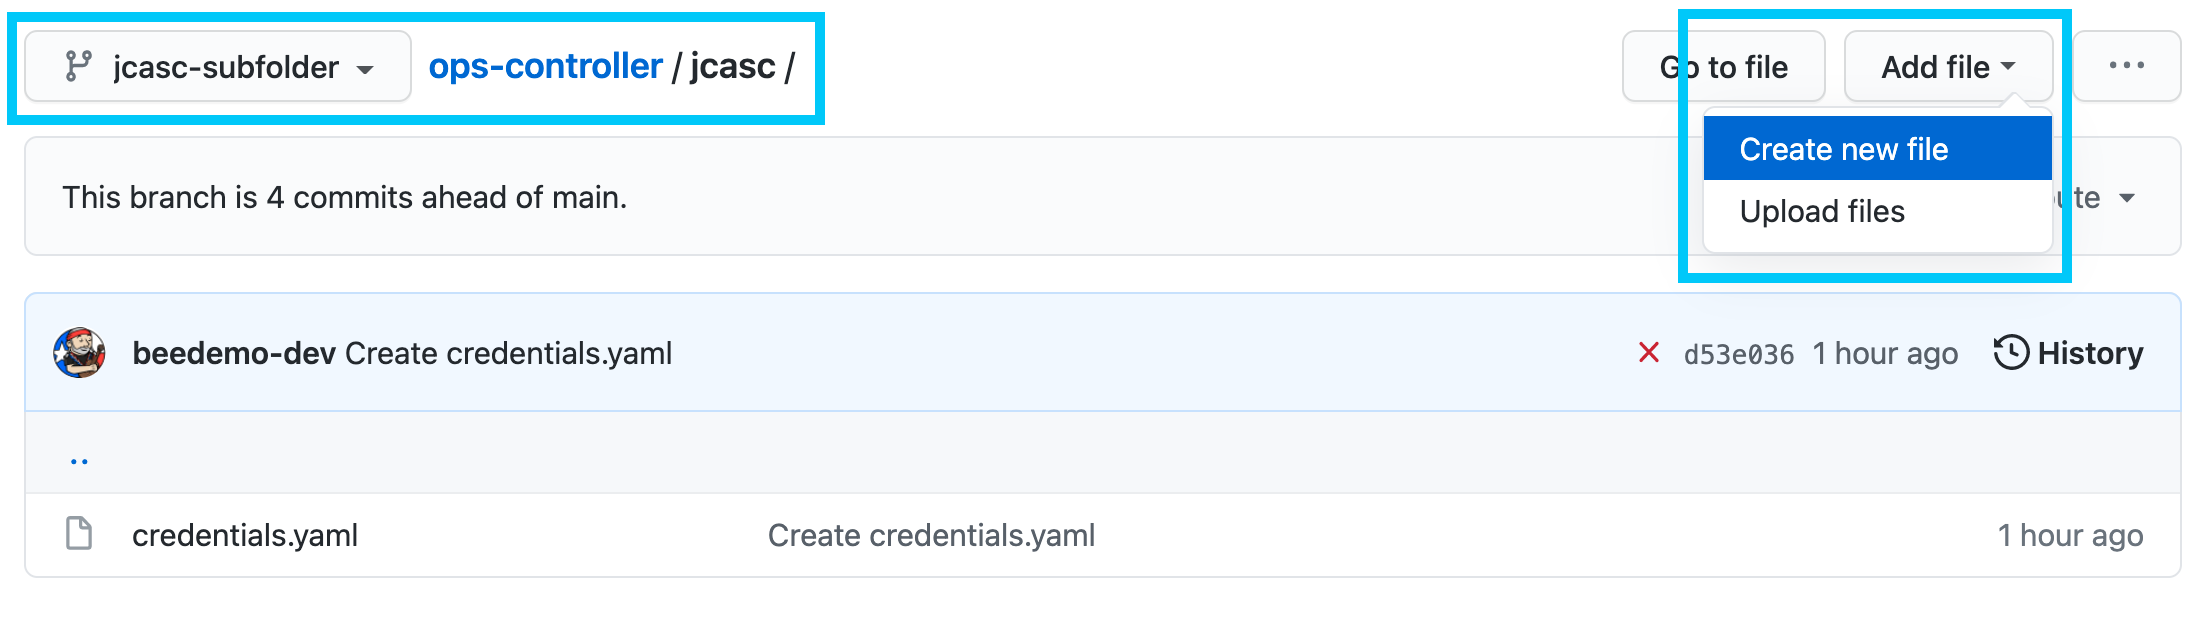 jcasc-subfolder ops-controller / jcasc / Go to file Add file ...
Create new file
This branch is 4 commits ahead of main.
Upload files
beedemo-dev Create credentials.yaml d53e036 1 hour ago History
..
credentials.yaml Create credentials.yaml 1 hour ago